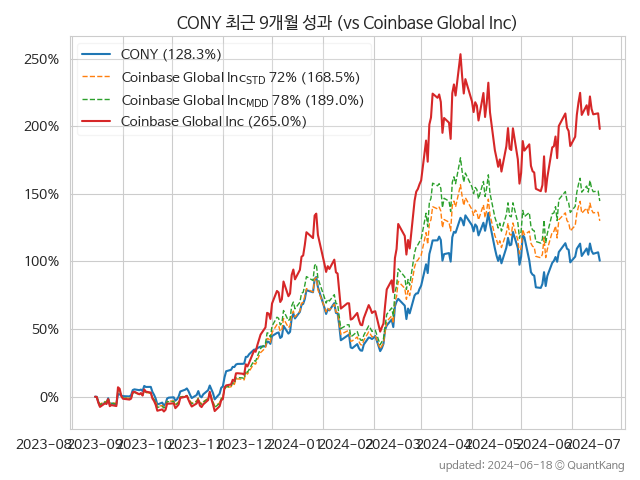 CONY 최근 9개월 성과 (vs Coinbase Global Inc)
CONY (128.3%)
Coinbase Global IncSTD 72% (168.5%)
Coinbase Global IncMDD 78% (189.0%)
Coinbase Global Inc (265.0%)
250%
200%
150%
100%
50%
0%
2023-08 2023-09 2023-10 2023-11 2023-12 2024-01 2024-02 2024-03 2024-04 2024-05 2024-06 2024-07
updated: 2024-06-18 @ QuantKang